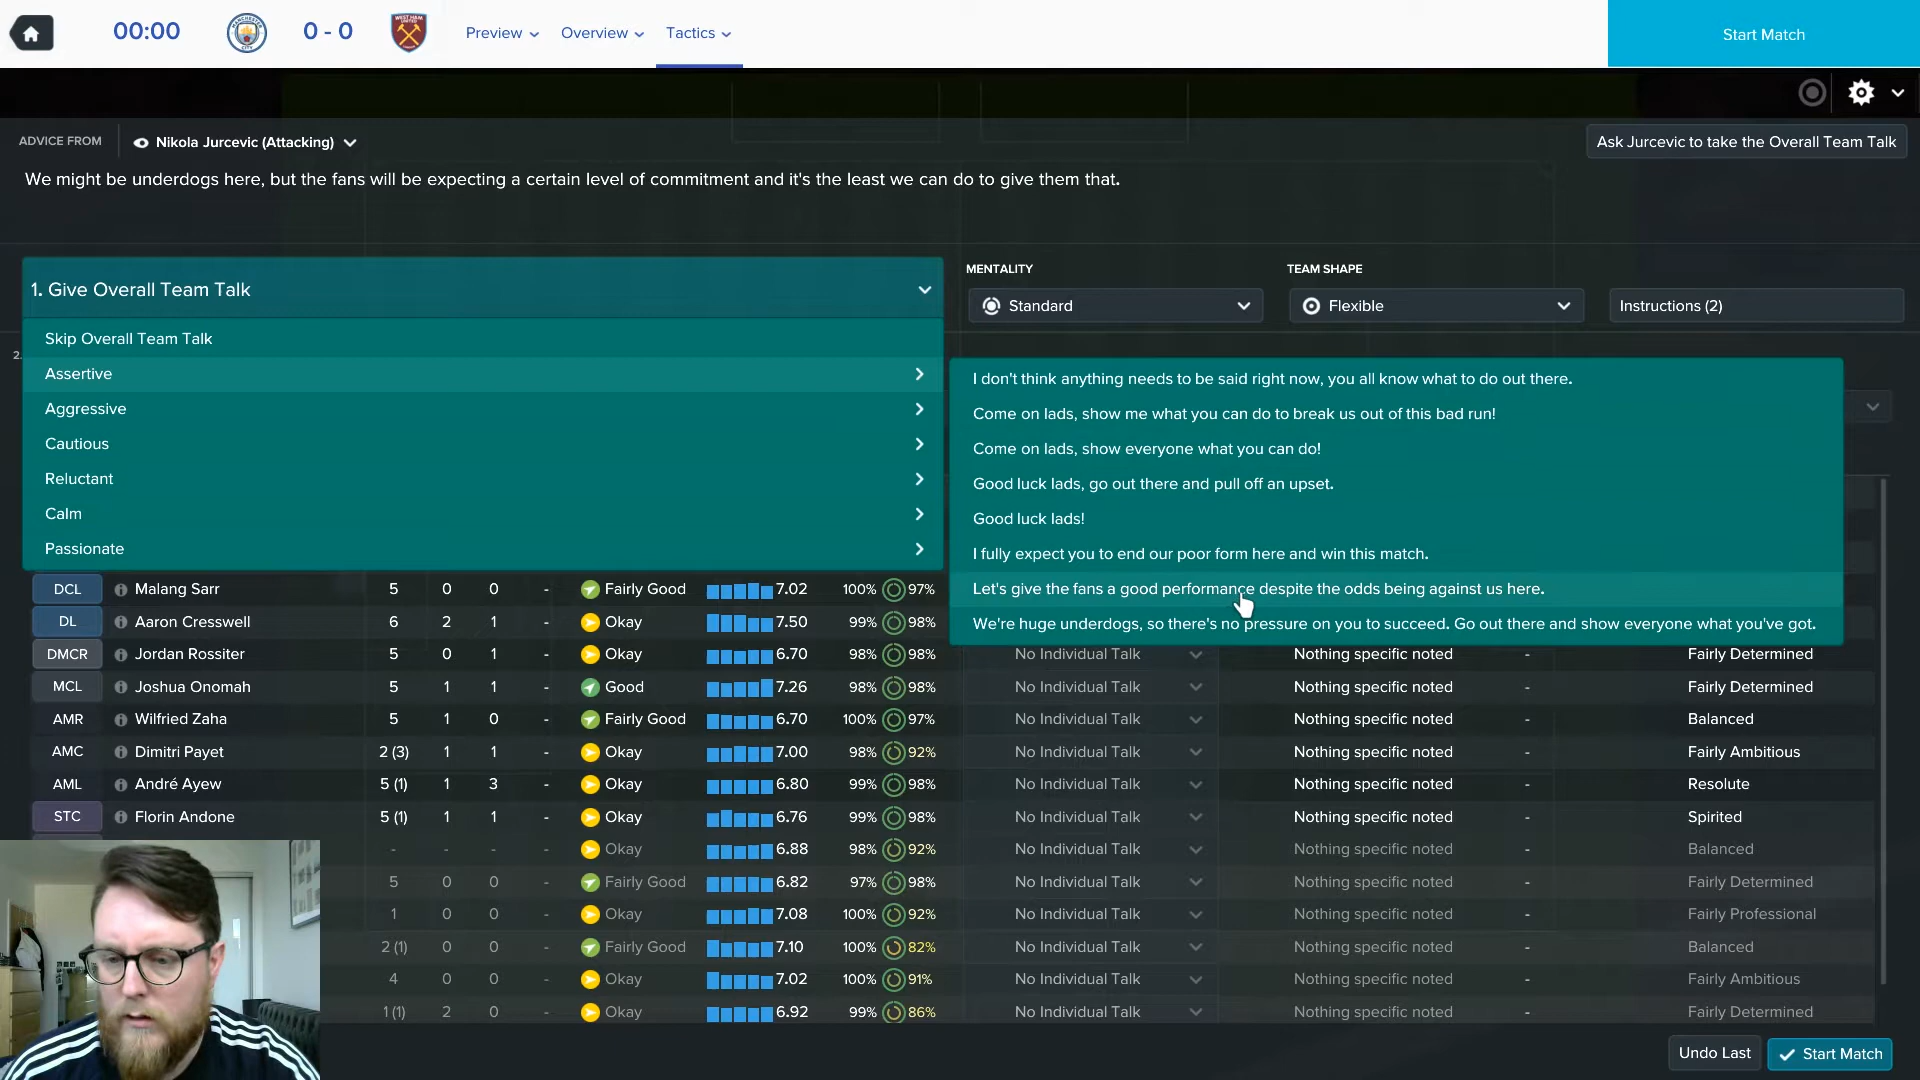 00:00 MANCHESTER CITY 0 - 0 WEST HAM UNITED Preview Overview Tactics Start Match
ADVICE FROM Nikola Jurcevic (Attacking) Ask Jurcevic to take the Overall Team Talk
We might be underdogs here, but the fans will be expecting a certain level of commitment and it's the least we can do to give them that.
MENTALITY TEAM SHAPE
1. Give Overall Team Talk Standard Flexible Instructions (2)
Skip Overall Team Talk
2.
Assertive
Aggressive
Cautious
Reluctant
Calm
Passionate
I don't think anything needs to be said right now, you all know what to do out there.
Come on lads, show me what you can do to break us out of this bad run!
Come on lads, show everyone what you can do!
Good luck lads, go out there and pull off an upset.
Good luck lads!
I fully expect you to end our poor form here and win this match.
Let's give the fans a good performance despite the odds being against us here.
We're huge underdogs, so there's no pressure on you to succeed. Go out there and show everyone what you've got.
DCL Malang Sarr 5 0 0 - Fairly Good 7.02 100% 97%
DL Aaron Cresswell 6 2 1 - Okay 7.50 99% 98%
DMCR Jordan Rossiter 5 0 1 - Okay 6.70 98% 98% No Individual Talk Nothing specific noted - Fairly Determined
MCL Joshua Onomah 5 1 1 - Good 7.26 98% 98% No Individual Talk Nothing specific noted - Fairly Determined
AMR Wilfried Zaha 5 1 0 - Fairly Good 6.70 100% 97% No Individual Talk Nothing specific noted - Balanced
AMC Dimitri Payet 2 (3) 1 1 - Okay 7.00 98% 92% No Individual Talk Nothing specific noted - Fairly Ambitious
AML André Ayew 5 (1) 1 3 - Okay 6.80 99% 98% No Individual Talk Nothing specific noted - Resolute
STC Florin Andone 5 (1) 1 1 - Okay 6.76 99% 98% No Individual Talk Nothing specific noted - Spirited
- - - - Okay 6.88 98% 92% No Individual Talk Nothing specific noted - Balanced
5 0 0 - Fairly Good 6.82 97% 98% No Individual Talk Nothing specific noted - Fairly Determined
1 0 0 - Okay 7.08 100% 92% No Individual Talk Nothing specific noted - Fairly Professional
2 (1) 0 0 - Fairly Good 7.10 100% 82% No Individual Talk Nothing specific noted - Balanced
4 0 0 - Okay 7.02 100% 91% No Individual Talk Nothing specific noted - Fairly Ambitious
1 (1) 2 0 - Okay 6.92 99% 86% No Individual Talk Nothing specific noted - Fairly Determined
Undo Last Start Match